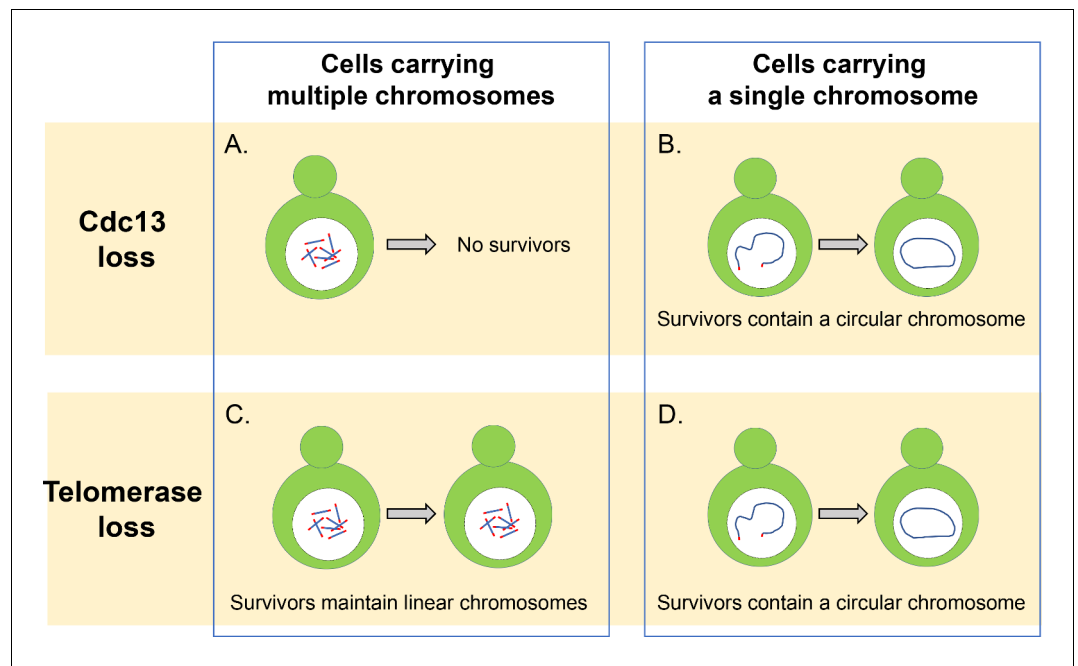 Cells carrying
multiple chromosomes
Cells carrying
a single chromosome
Cdc13
loss
A.
No survivors
B.
Survivors contain a circular chromosome
Telomerase
loss
C.
Survivors maintain linear chromosomes
D.
Survivors contain a circular chromosome